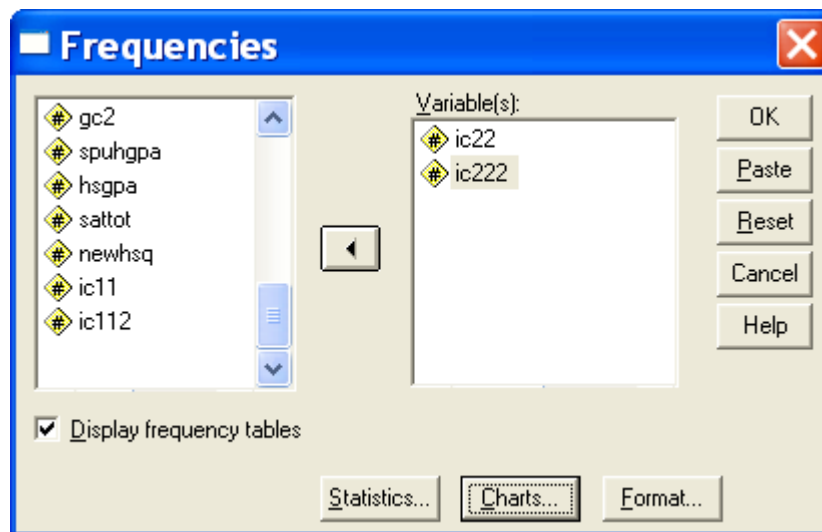 Frequencies
gc2
spuhgpa
hsgpa
sattot
newhsq
ic11
ic112
Variable(s):
ic22
ic222
OK
Paste
Reset
Cancel
Help
Display frequency tables
Statistics...
Charts...
Format...